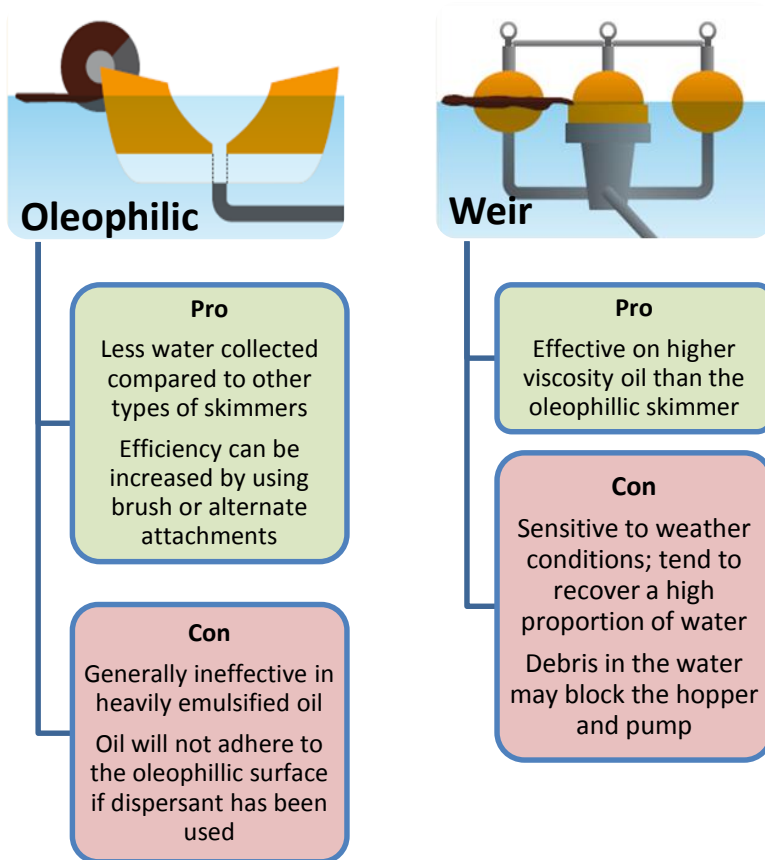 Oleophilic
Pro
Less water collected
compared to other
types of skimmers
Efficiency can be
increased by using
brush or alternate
attachments
Con
Generally ineffective in
heavily emulsified oil
Oil will not adhere to
the oleophillic surface
if dispersant has been
used
Weir
Pro
Effective on higher
viscosity oil than the
oleophillic skimmer
Con
Sensitive to weather
conditions; tend to
recover a high
proportion of water
Debris in the water
may block the hopper
and pump